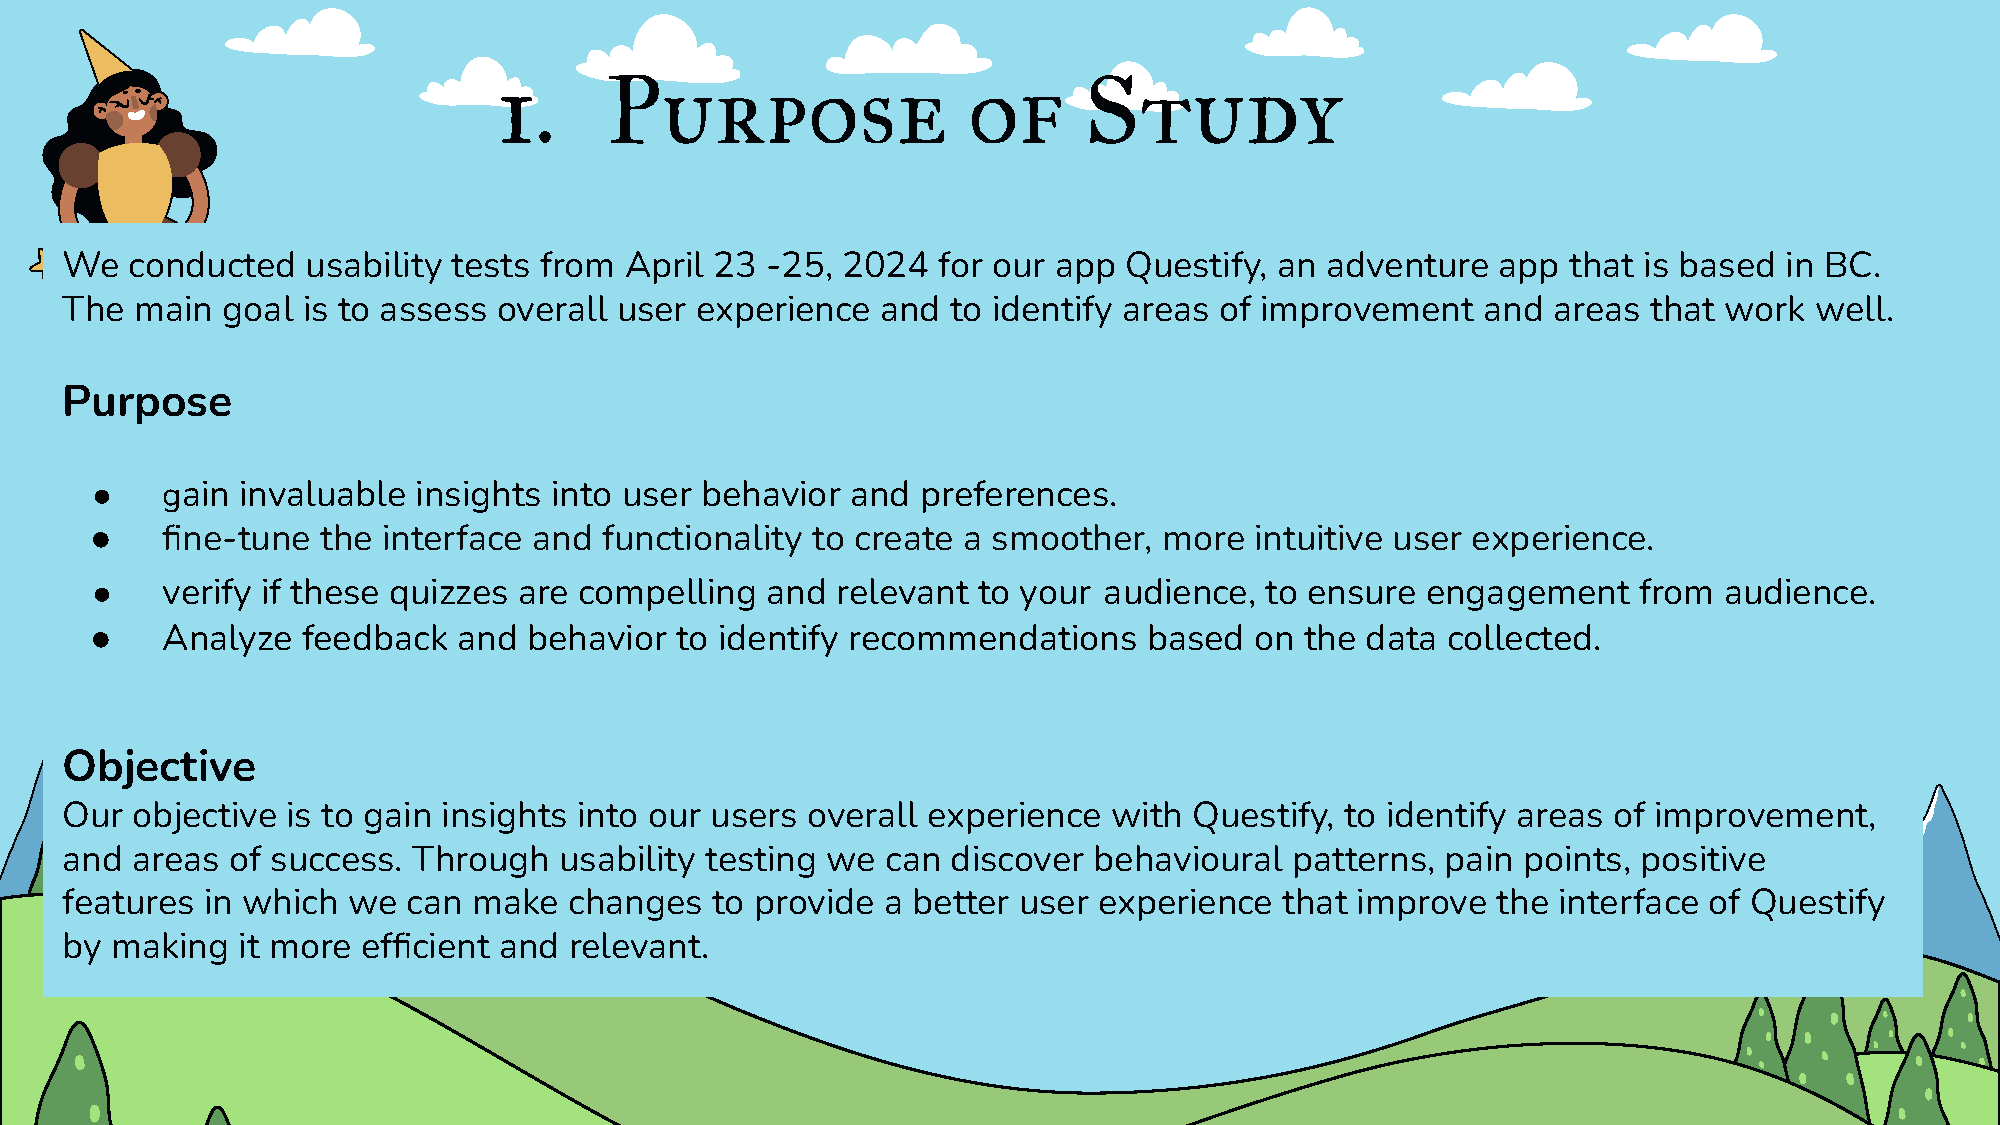 1. Purpose of Study
We conducted usability tests from April 23 -25, 2024 for our app Questify, an adventure app that is based in BC.
The main goal is to assess overall user experience and to identify areas of improvement and areas that work well.
Purpose
● gain invaluable insights into user behavior and preferences.
● fine-tune the interface and functionality to create a smoother, more intuitive user experience.
● verify if these quizzes are compelling and relevant to your audience, to ensure engagement from audience.
● Analyze feedback and behavior to identify recommendations based on the data collected.
Objective
Our objective is to gain insights into our users overall experience with Questify, to identify areas of improvement,
and areas of success. Through usability testing we can discover behavioural patterns, pain points, positive
features in which we can make changes to provide a better user experience that improve the interface of Questify
by making it more efficient and relevant.